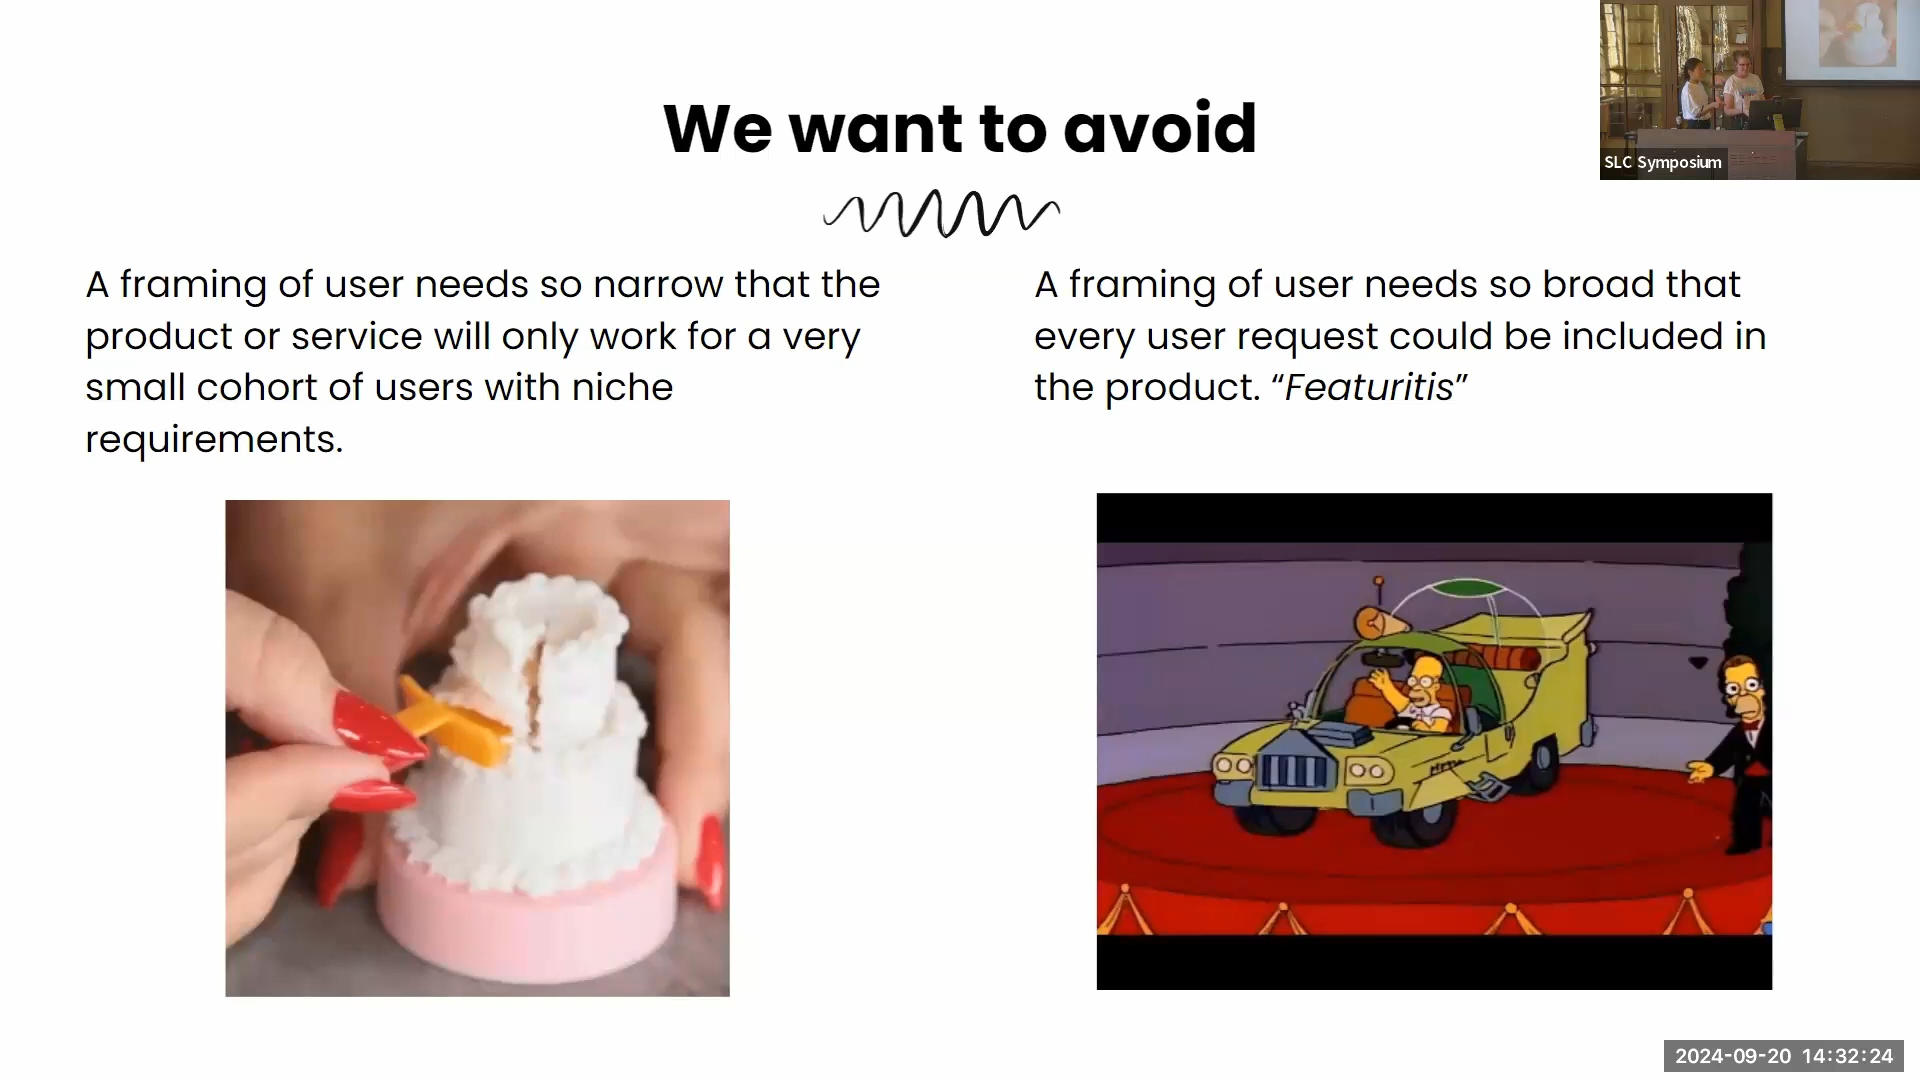 We want to avoid
A framing of user needs so narrow that the
product or service will only work for a very
small cohort of users with niche
requirements.
A framing of user needs so broad that
every user request could be included in
the product. “Featuritis”
SLC Symposium
2024-09-20 14:32:24